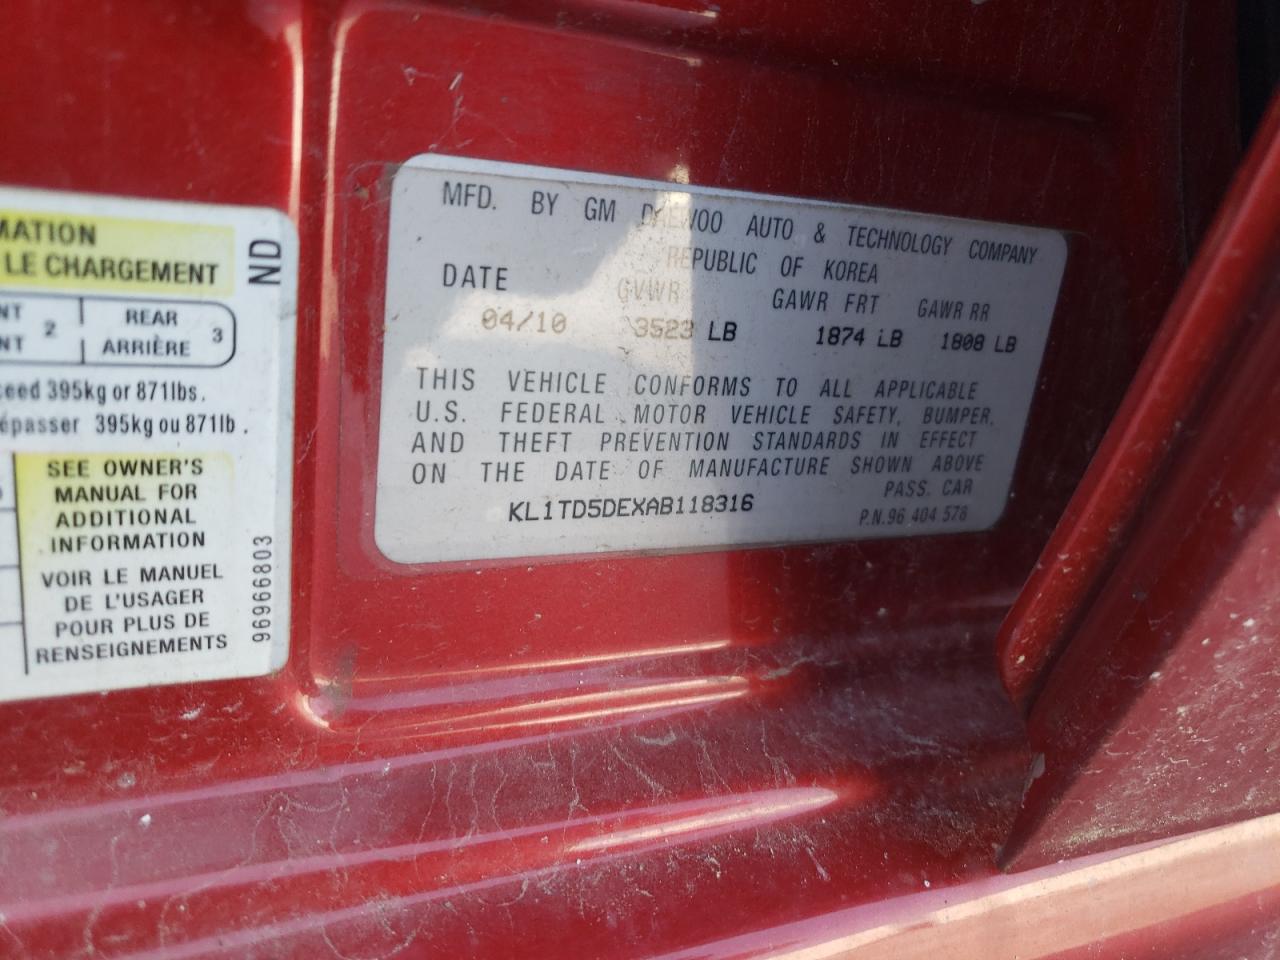 MATION
LE CHARGEMENT
ND
NT 2 REAR 3
NT ARRIÈRE
ceed 395kg or 871lbs.
épasser 395kg ou 871lb .
SEE OWNER'S
MANUAL FOR
ADDITIONAL
INFORMATION
VOIR LE MANUEL
DE L'USAGER
POUR PLUS DE
RENSEIGNEMENTS
96966803
MFD. BY GM DAEWOO AUTO & TECHNOLOGY COMPANY
REPUBLIC OF KOREA
DATE GVWR GAWR FRT GAWR RR
04/10 3523 LB 1874 LB 1808 LB
THIS VEHICLE CONFORMS TO ALL APPLICABLE
U.S. FEDERAL MOTOR VEHICLE SAFETY, BUMPER,
AND THEFT PREVENTION STANDARDS IN EFFECT
ON THE DATE OF MANUFACTURE SHOWN ABOVE
PASS. CAR
KL1TD5DEXAB118316
P.N.96 404 578